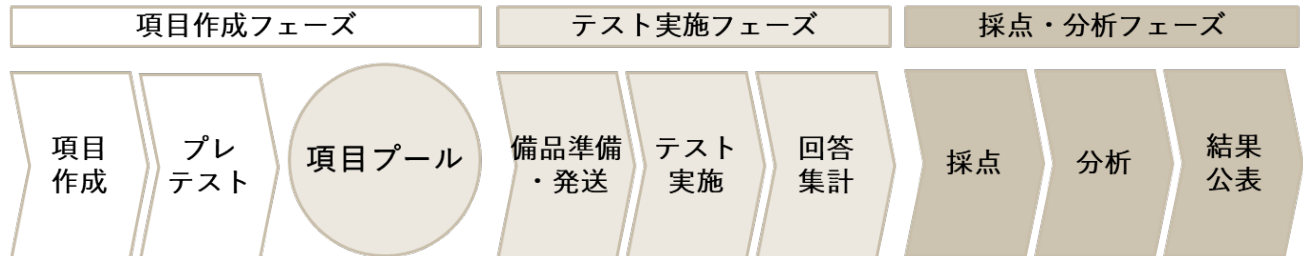 項目作成フェーズ
テスト実施フェーズ
採点・分析フェーズ
項目
作成
プレ
テスト
項目プール
備品準備
・発送
テスト
実施
回答
集計
採点
分析
結果
公表